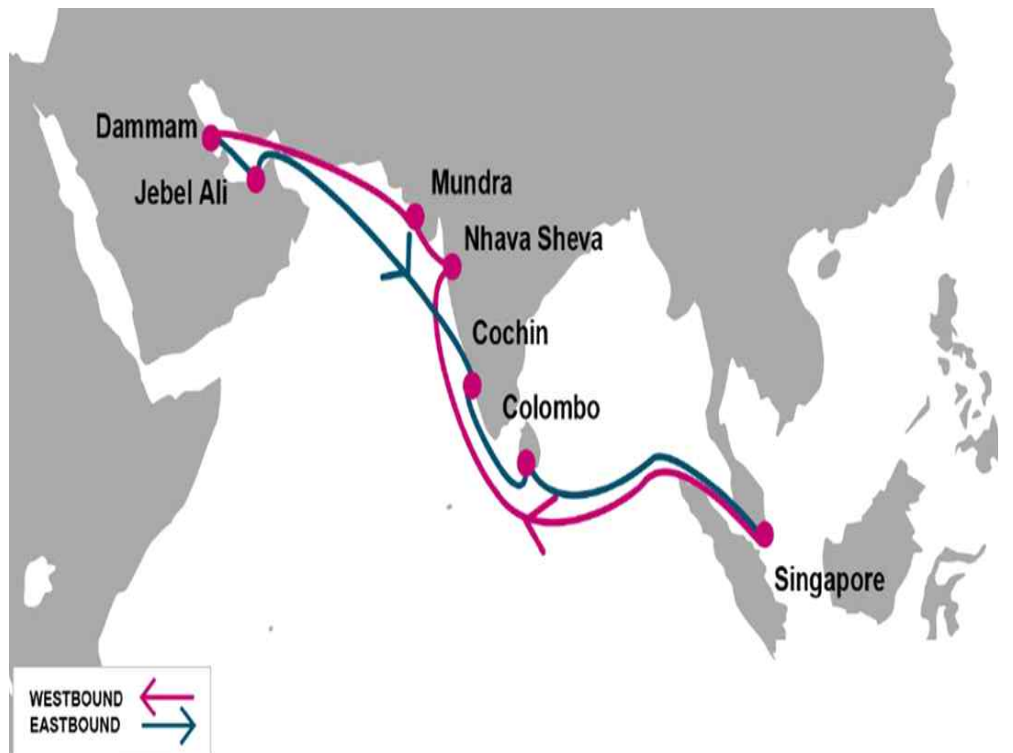 Dammam
Jebel Ali
Mundra
Nhava Sheva
Cochin
Colombo
Singapore
WESTBOUND
EASTBOUND